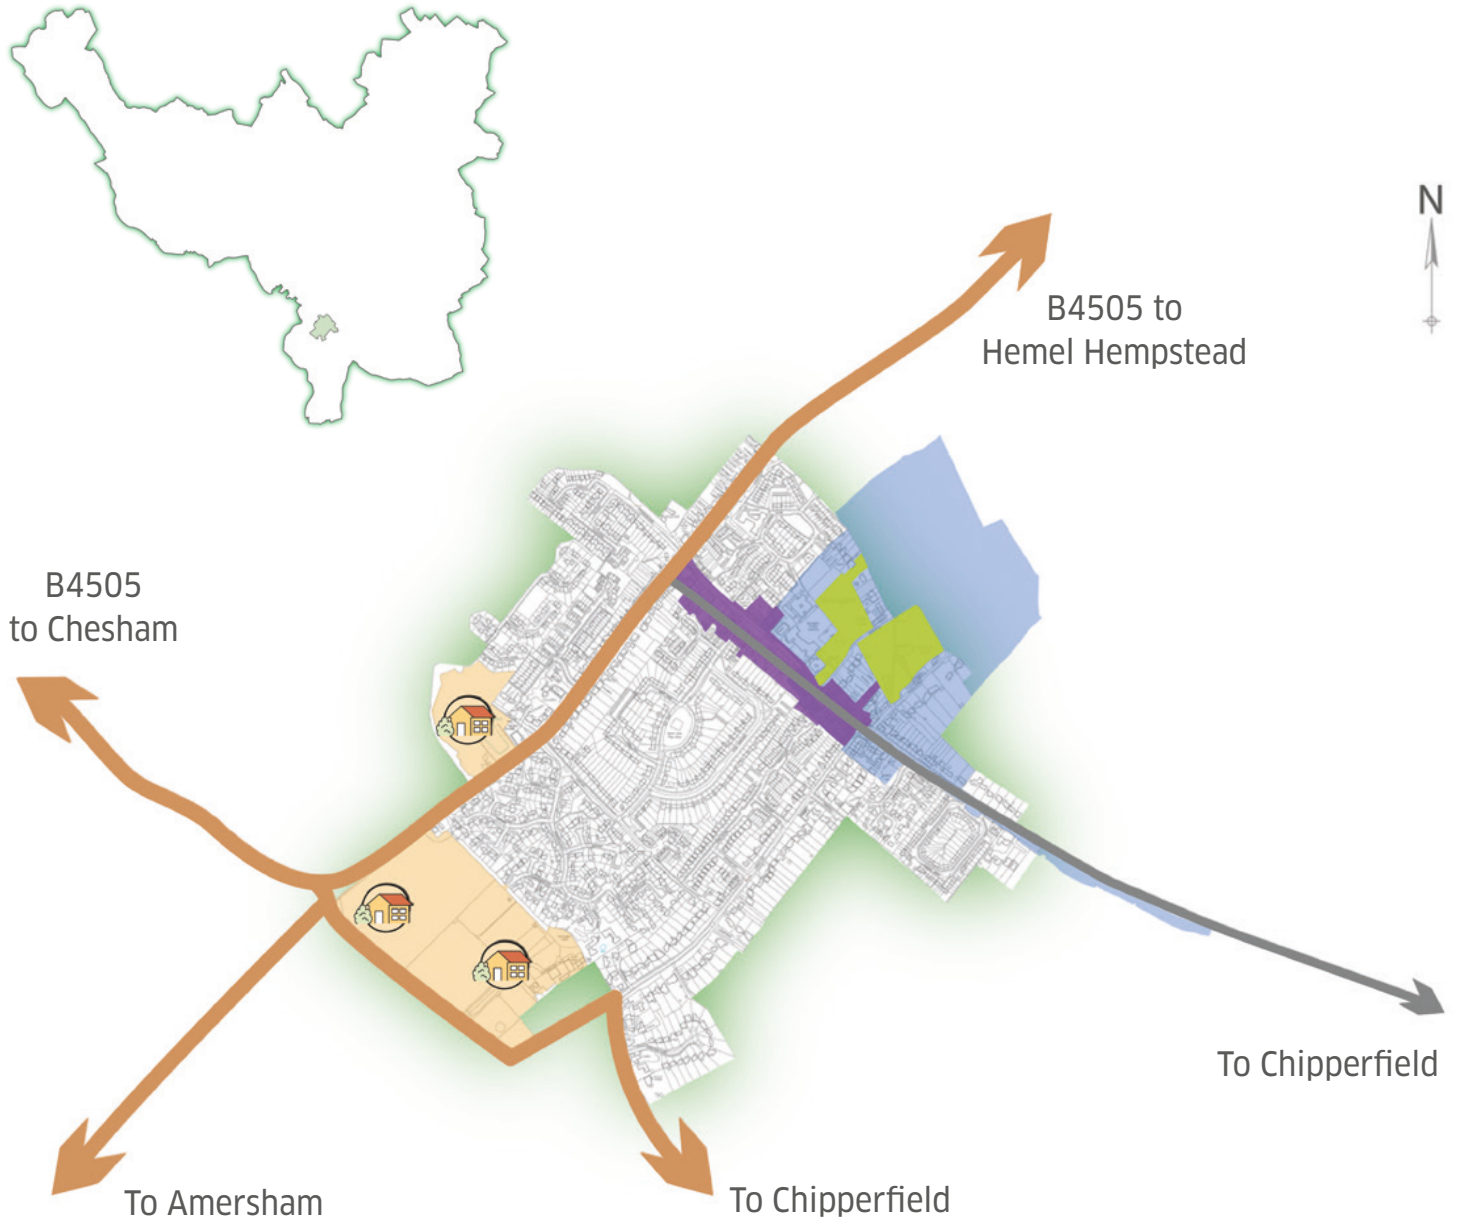 N
B4505 to
Hemel Hempstead
B4505
to Chesham
To Chipperfield
To Amersham
To Chipperfield